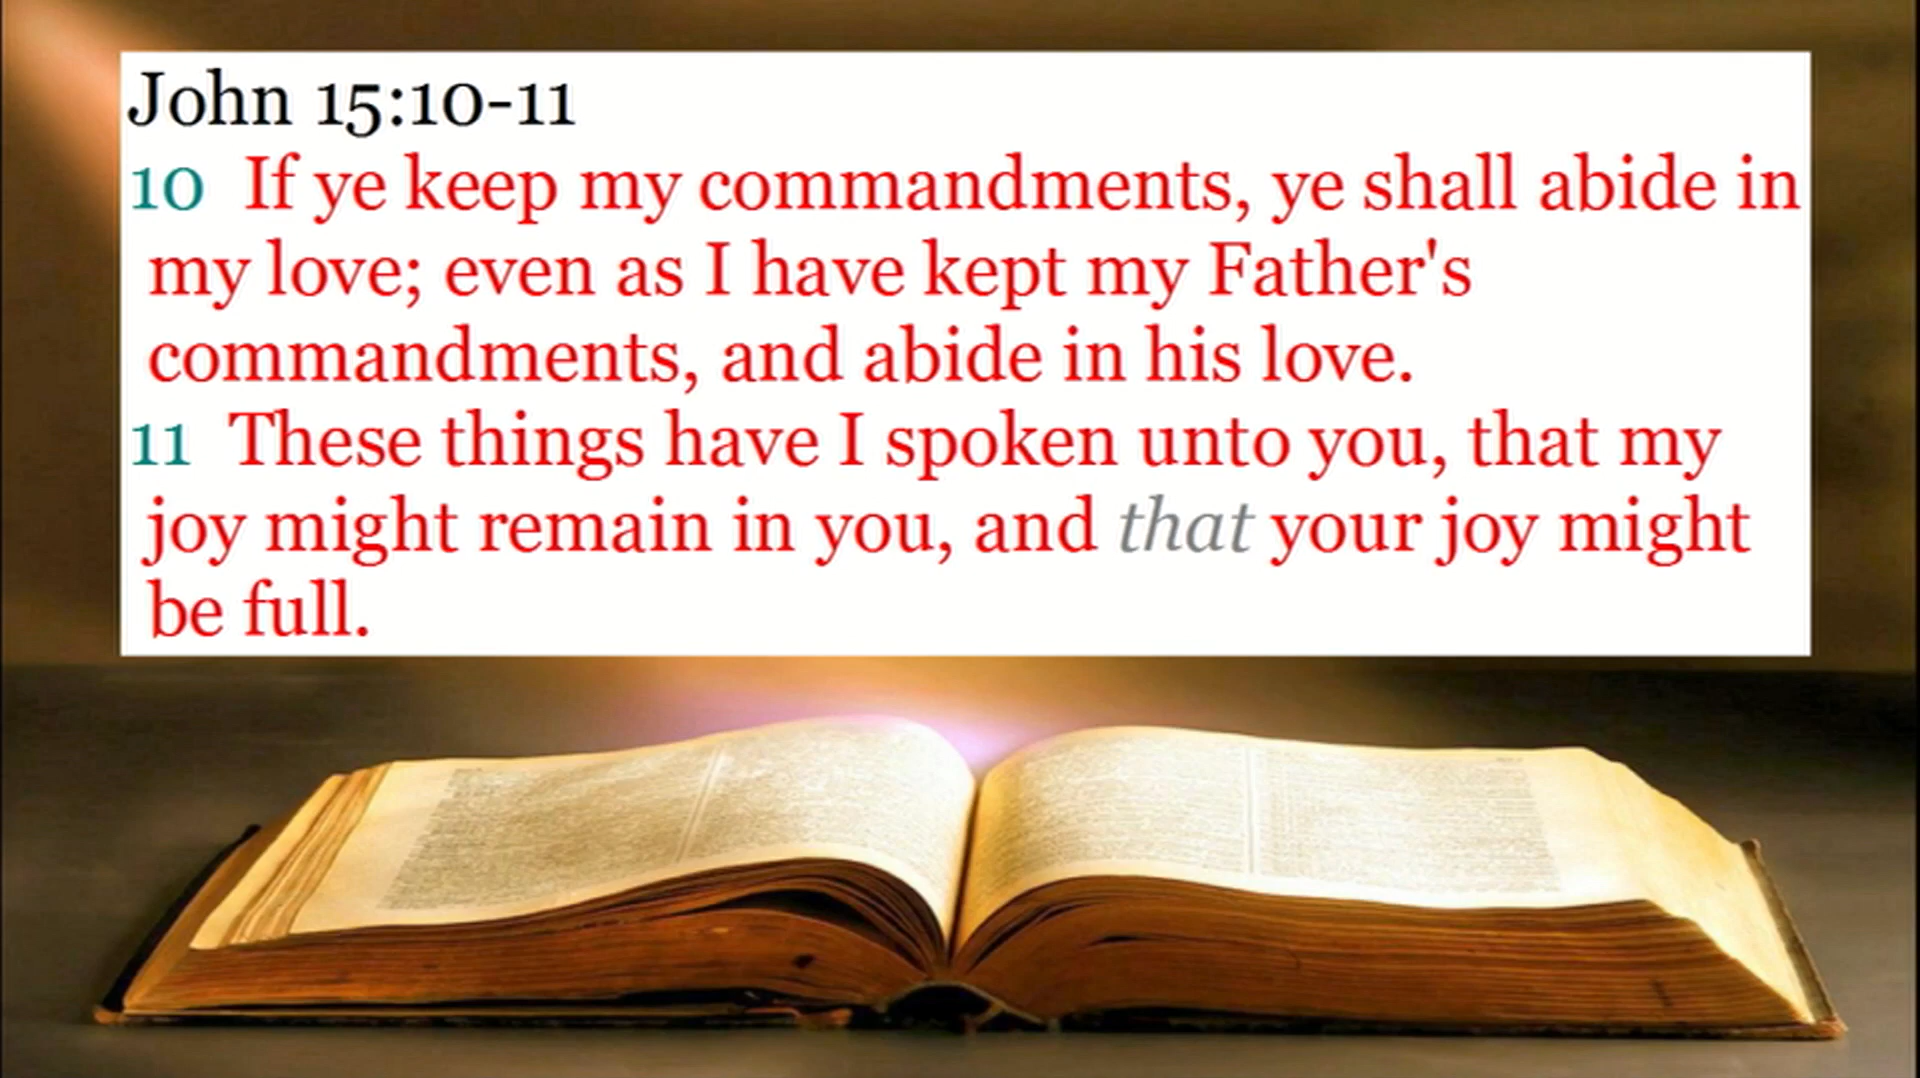 John 15:10-11
10 If ye keep my commandments, ye shall abide in
my love; even as I have kept my Father's
commandments, and abide in his love.
11 These things have I spoken unto you, that my
joy might remain in you, and that your joy might
be full.